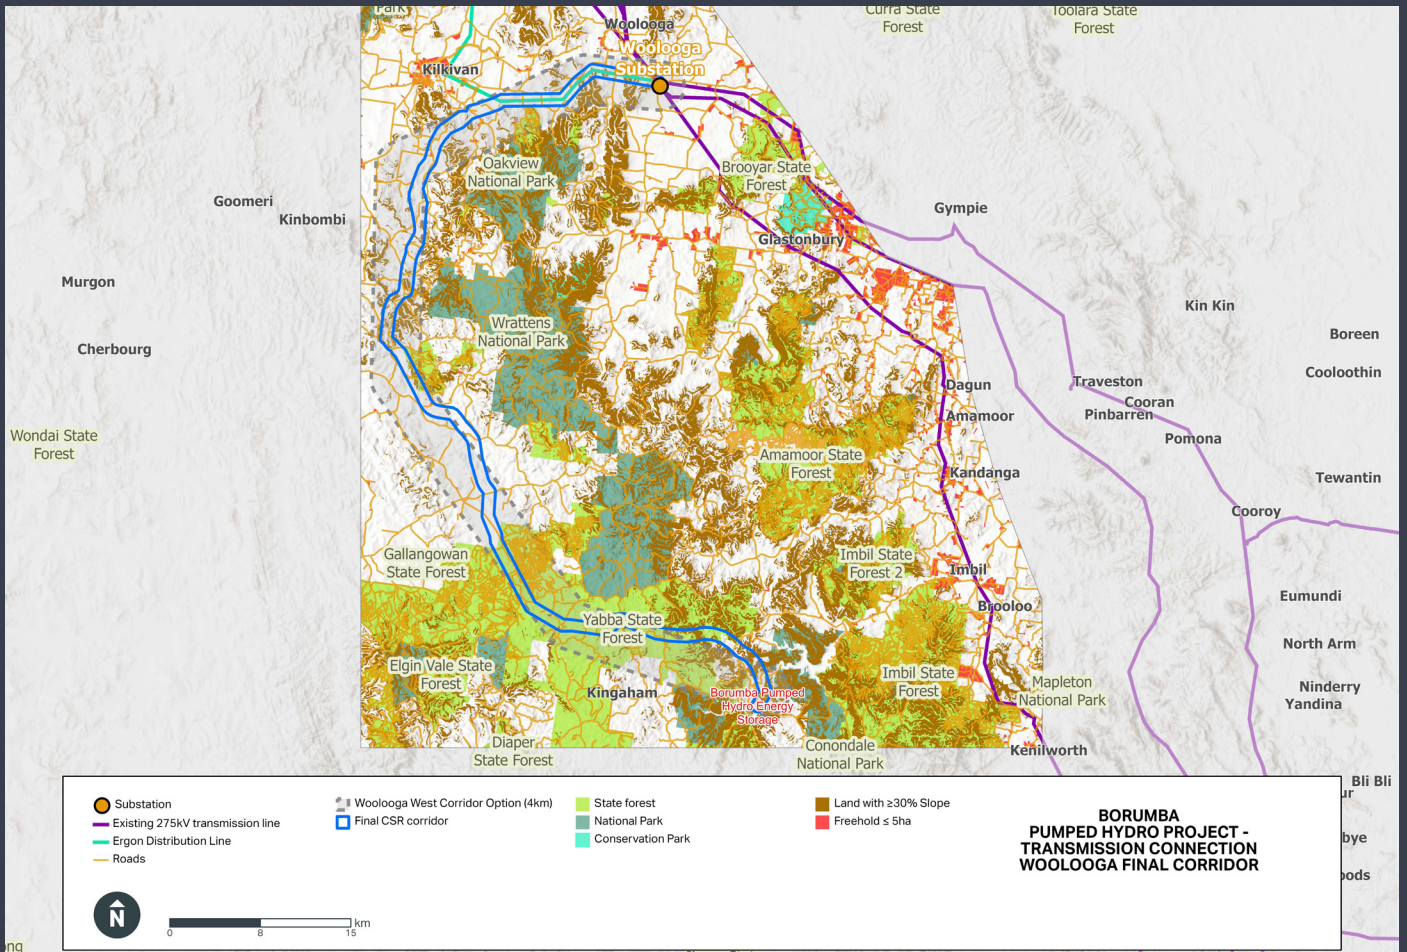 Park
Curra State
Forest
Toolara State
Forest
Woolooga
Woolooga
Substation
Kilkivan
Oakview
National Park
Brooyar State
Forest
Goomeri
Kinbombi
Gympie
Glastonbury
Murgon
Kin Kin
Wrattens
National Park
Boreen
Cherbourg
Cooloothin
Dagun
Traveston
Cooran
Pinbarren
Amamoor
Pomona
Wondai State
Forest
Amamoor State
Forest
Kandanga
Tewantin
Cooroy
Gallangowan
State Forest
Imbil State
Forest 2
Imbil
Eumundi
Brooloo
Yabba State
Forest
North Arm
Elgin Vale State
Forest
Imbil State
Forest
Kingaham
Borumba Pumped
Hydro Energy
Storage
Mapleton
National Park
Ninderry
Yandina
Diaper
State Forest
Conondale
National Park
Kenilworth
Bli Bli
ur
bye
oods
ong
Substation
Existing 275kV transmission line
Ergon Distribution Line
Roads
Woolooga West Corridor Option (4km)
Final CSR corridor
State forest
National Park
Conservation Park
Land with ≥30% Slope
Freehold ≤ 5ha
BORUMBA
PUMPED HYDRO PROJECT -
TRANSMISSION CONNECTION
WOOLOOGA FINAL CORRIDOR
N
km
0 8 15